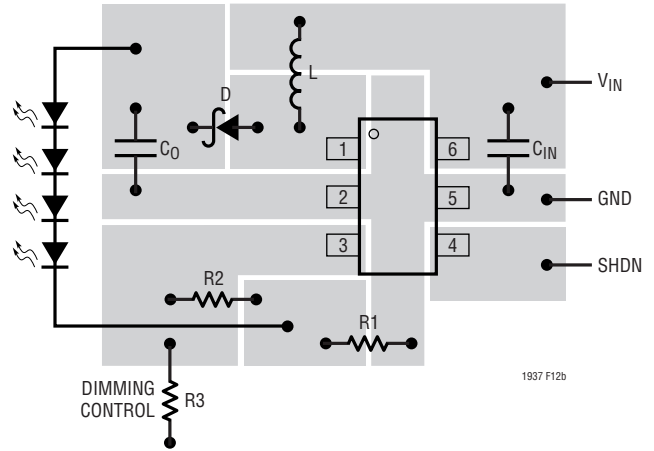 L
D
V_IN
C_O
1
6
C_IN
2
5
GND
3
4
SHDN
R2
R1
1937 F12b
DIMMING
CONTROL
R3